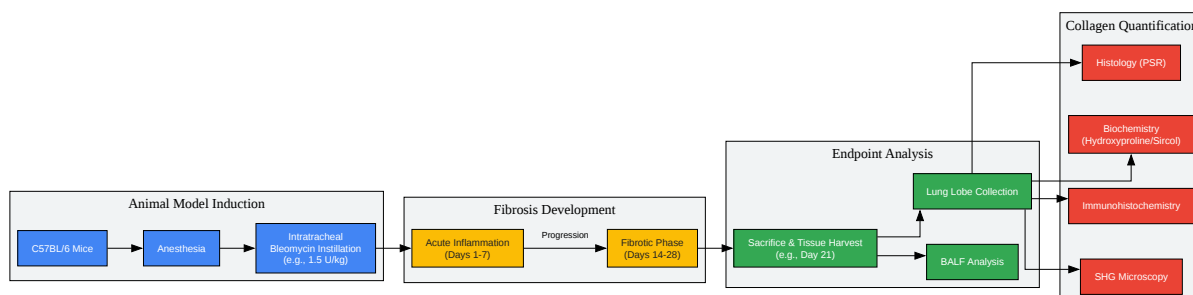 Animal Model Induction
C57BL/6 Mice
Anesthesia
Intratracheal
Bleomycin Instillation
(e.g., 1.5 U/kg)
Fibrosis Development
Acute Inflammation
(Days 1-7)
Progression
Fibrotic Phase
(Days 14-28)
Endpoint Analysis
Sacrifice & Tissue Harvest
(e.g., Day 21)
Lung Lobe Collection
BALF Analysis
Collagen Quantification
Histology (PSR)
Biochemistry
(Hydroxyproline/Sircol)
Immunohistochemistry
SHG Microscopy